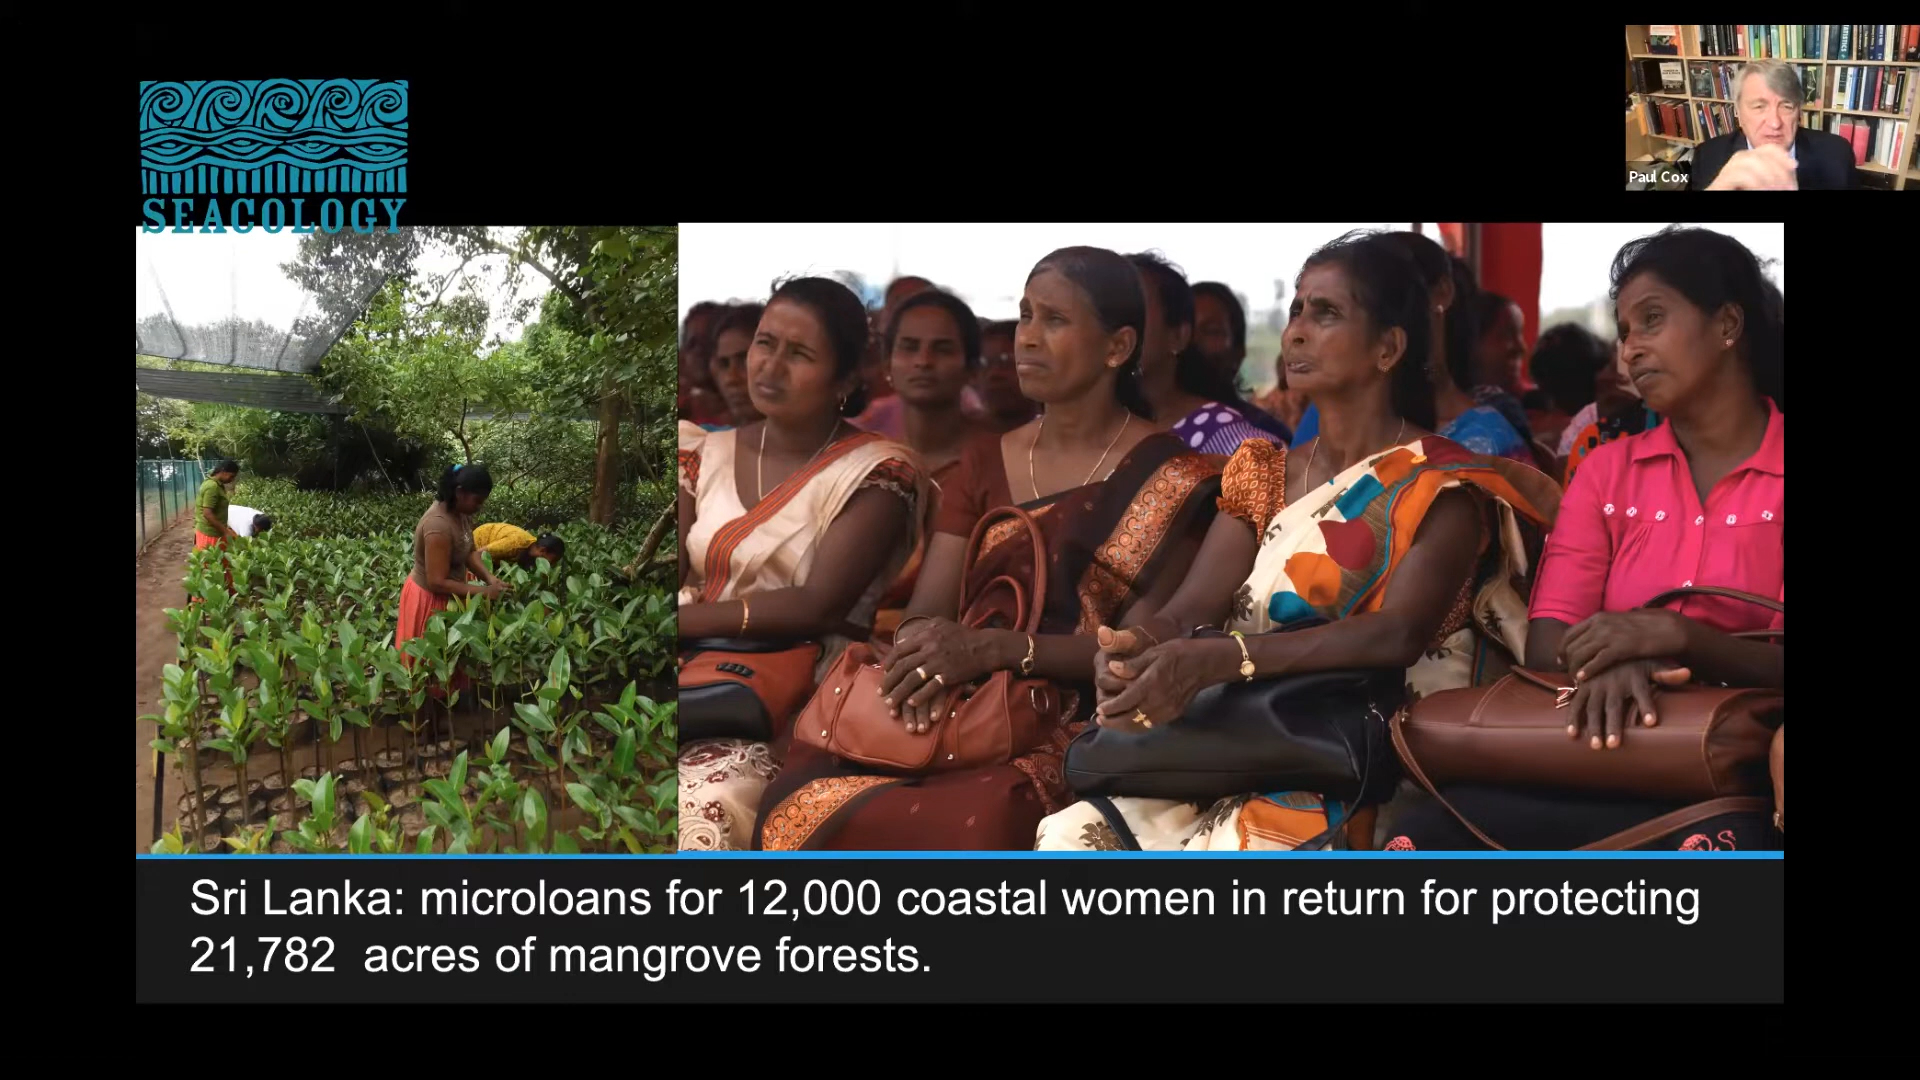 SEACOLOGY
Paul Cox
Sri Lanka: microloans for 12,000 coastal women in return for protecting
21,782 acres of mangrove forests.